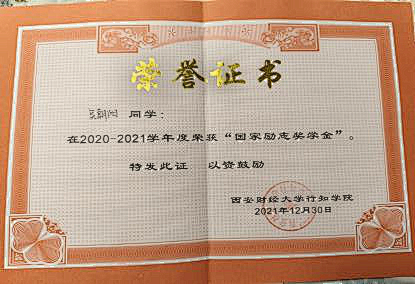 荣誉证书
同学：
在2020-2021学年度荣获“国家励志奖学金”。
特发此证 以资鼓励
西安财经大学行知学院
2021年12月30日